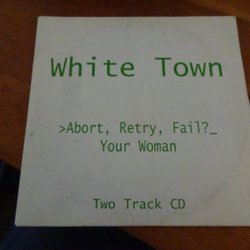 White Town
>Abort, Retry, Fail?_
Your Woman
Two Track CD